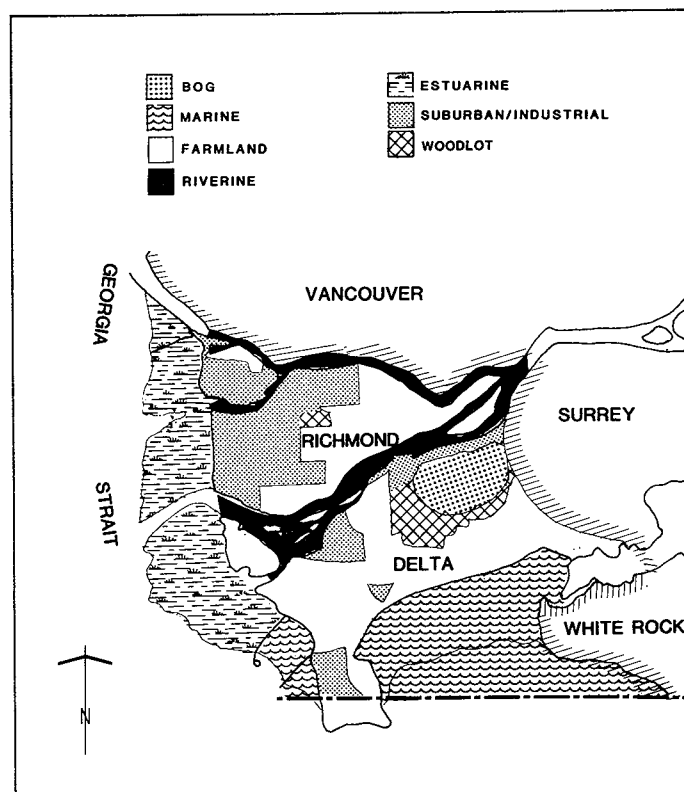 BOG
MARINE
FARMLAND
RIVERINE
ESTUARINE
SUBURBAN/INDUSTRIAL
WOODLOT
GEORGIA
STRAIT
VANCOUVER
SURREY
RICHMOND
DELTA
WHITE ROCK
N